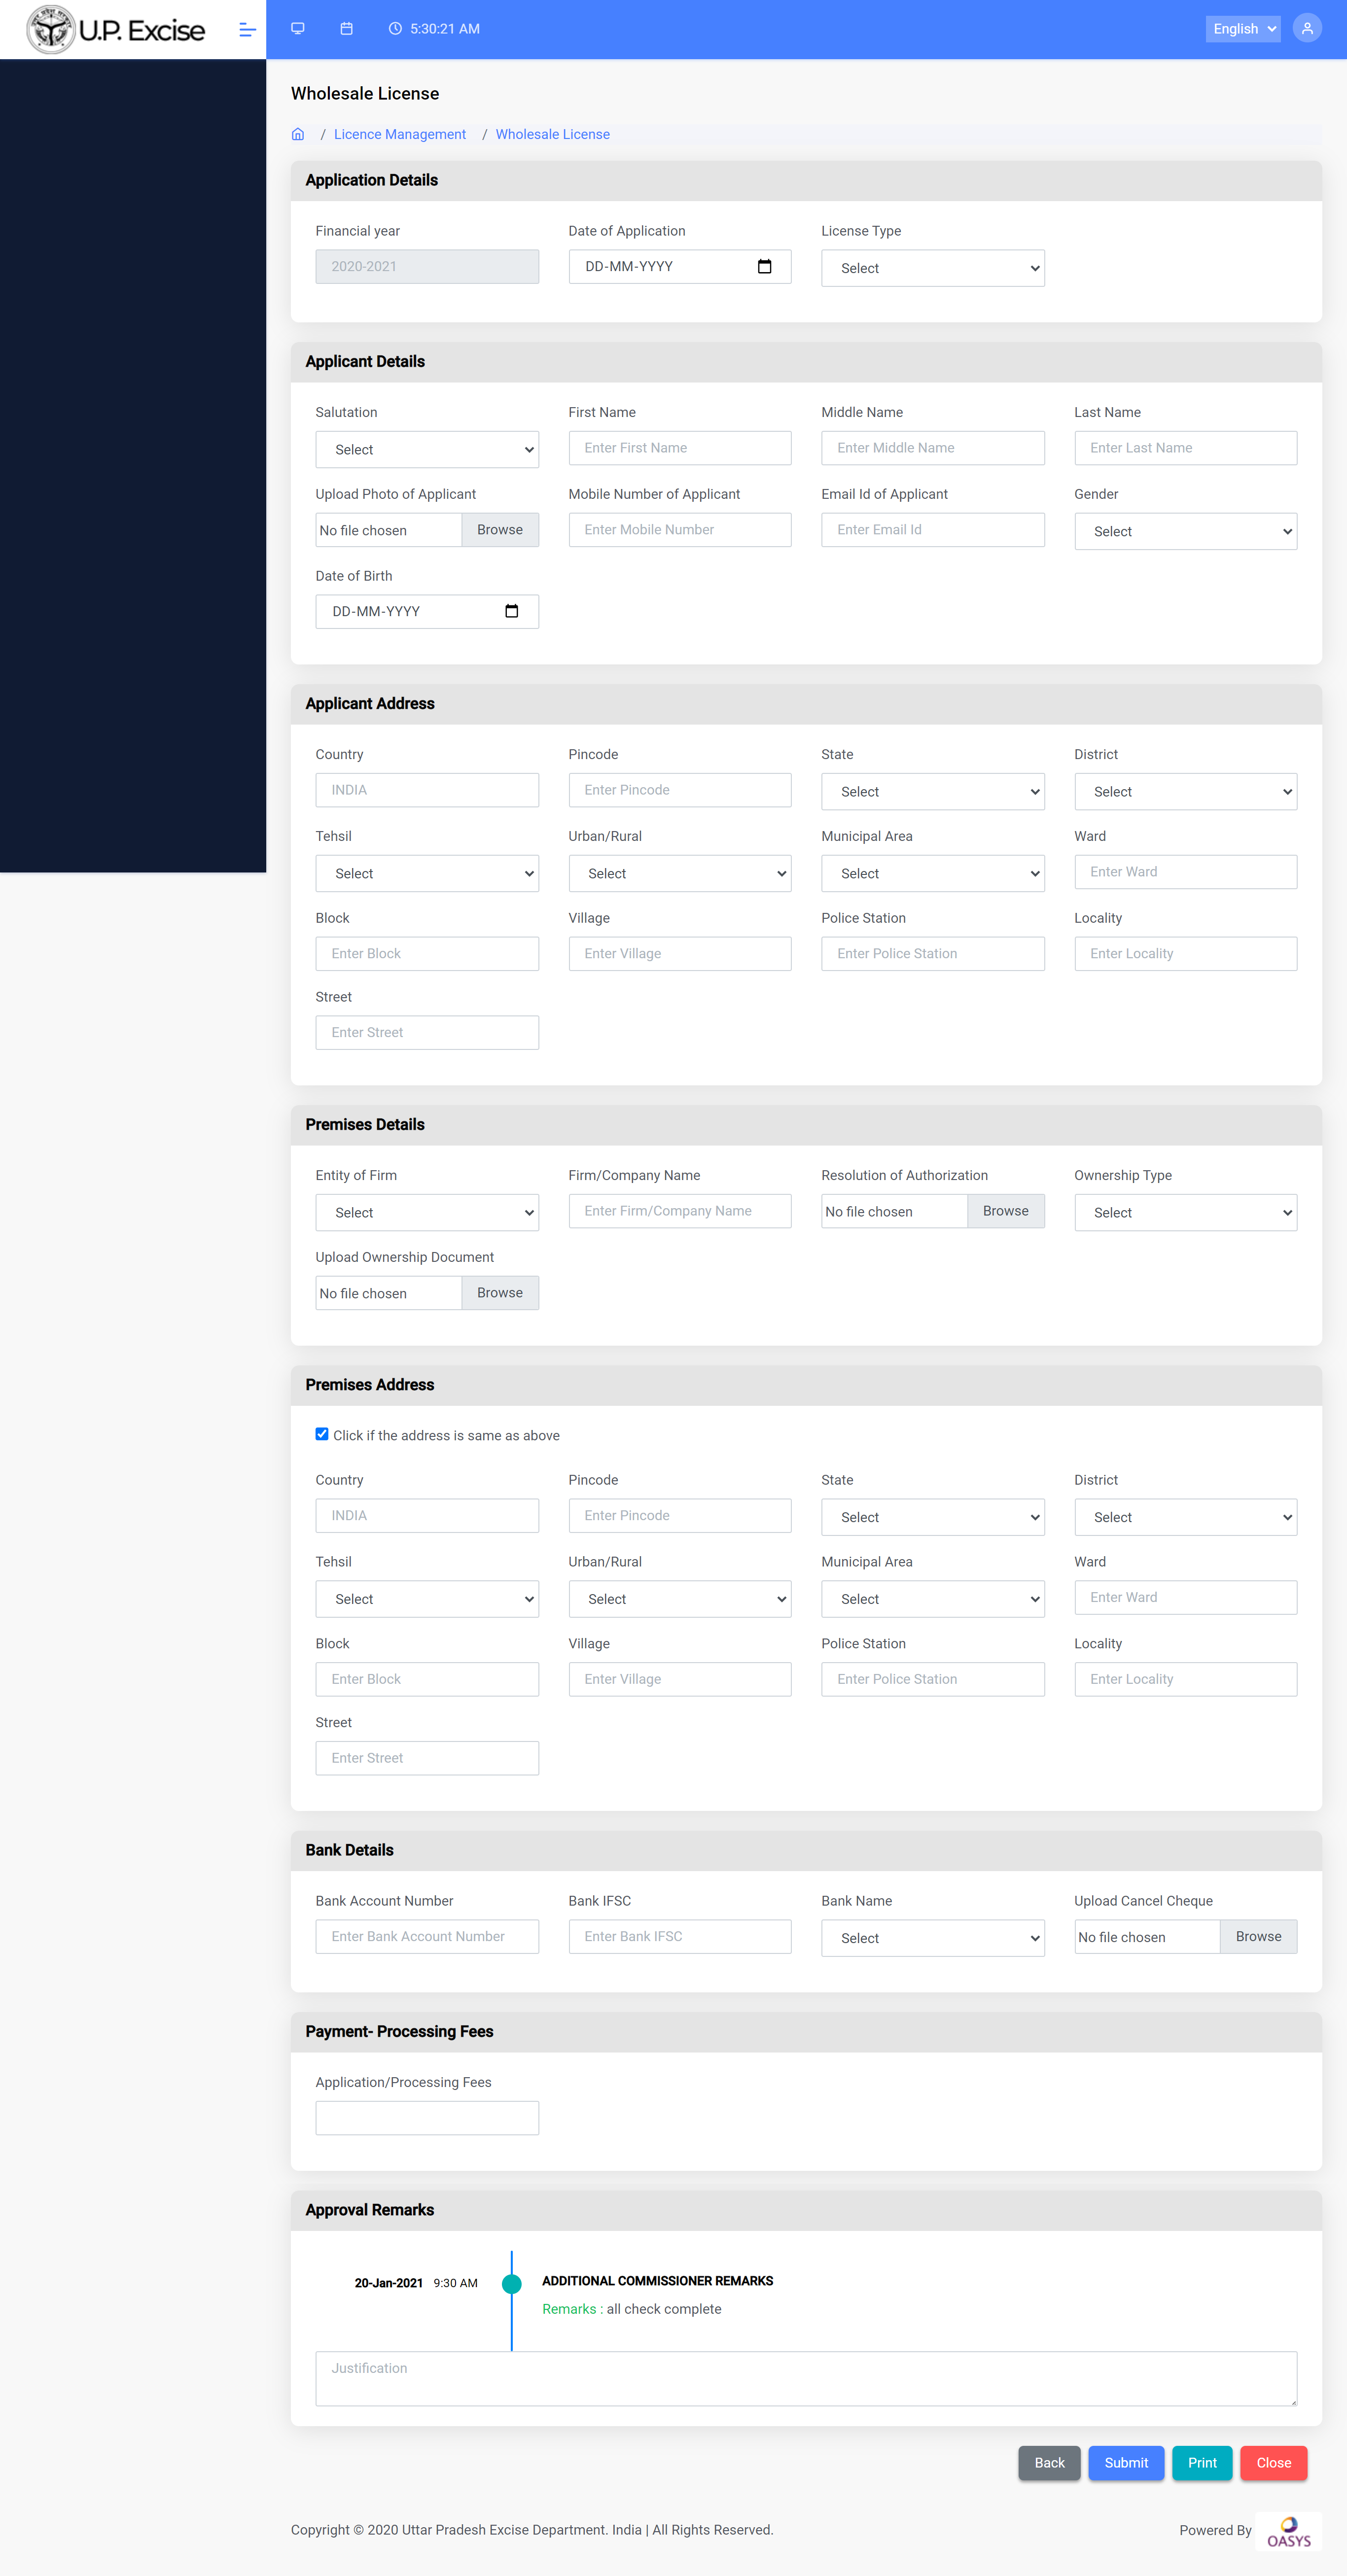 U.P. Excise
5:30:21 AM
English
Wholesale License
/ Licence Management / Wholesale License
Application Details
Financial year Date of Application License Type
2020-2021 DD-MM-YYYY Select
Applicant Details
Salutation First Name Middle Name Last Name
Select Enter First Name Enter Middle Name Enter Last Name
Upload Photo of Applicant Mobile Number of Applicant Email Id of Applicant Gender
No file chosen Browse Enter Mobile Number Enter Email Id Select
Date of Birth
DD-MM-YYYY
Applicant Address
Country Pincode State District
INDIA Enter Pincode Select Select
Tehsil Urban/Rural Municipal Area Ward
Select Select Select Enter Ward
Block Village Police Station Locality
Enter Block Enter Village Enter Police Station Enter Locality
Street
Enter Street
Premises Details
Entity of Firm Firm/Company Name Resolution of Authorization Ownership Type
Select Enter Firm/Company Name No file chosen Browse Select
Upload Ownership Document
No file chosen Browse
Premises Address
Click if the address is same as above
Country Pincode State District
INDIA Enter Pincode Select Select
Tehsil Urban/Rural Municipal Area Ward
Select Select Select Enter Ward
Block Village Police Station Locality
Enter Block Enter Village Enter Police Station Enter Locality
Street
Enter Street
Bank Details
Bank Account Number Bank IFSC Bank Name Upload Cancel Cheque
Enter Bank Account Number Enter Bank IFSC Select No file chosen Browse
Payment- Processing Fees
Application/Processing Fees
Approval Remarks
20-Jan-2021 9:30 AM ADDITIONAL COMMISSIONER REMARKS
Remarks : all check complete
Justification
Back Submit Print Close
Copyright © 2020 Uttar Pradesh Excise Department. India | All Rights Reserved. Powered By OASYS